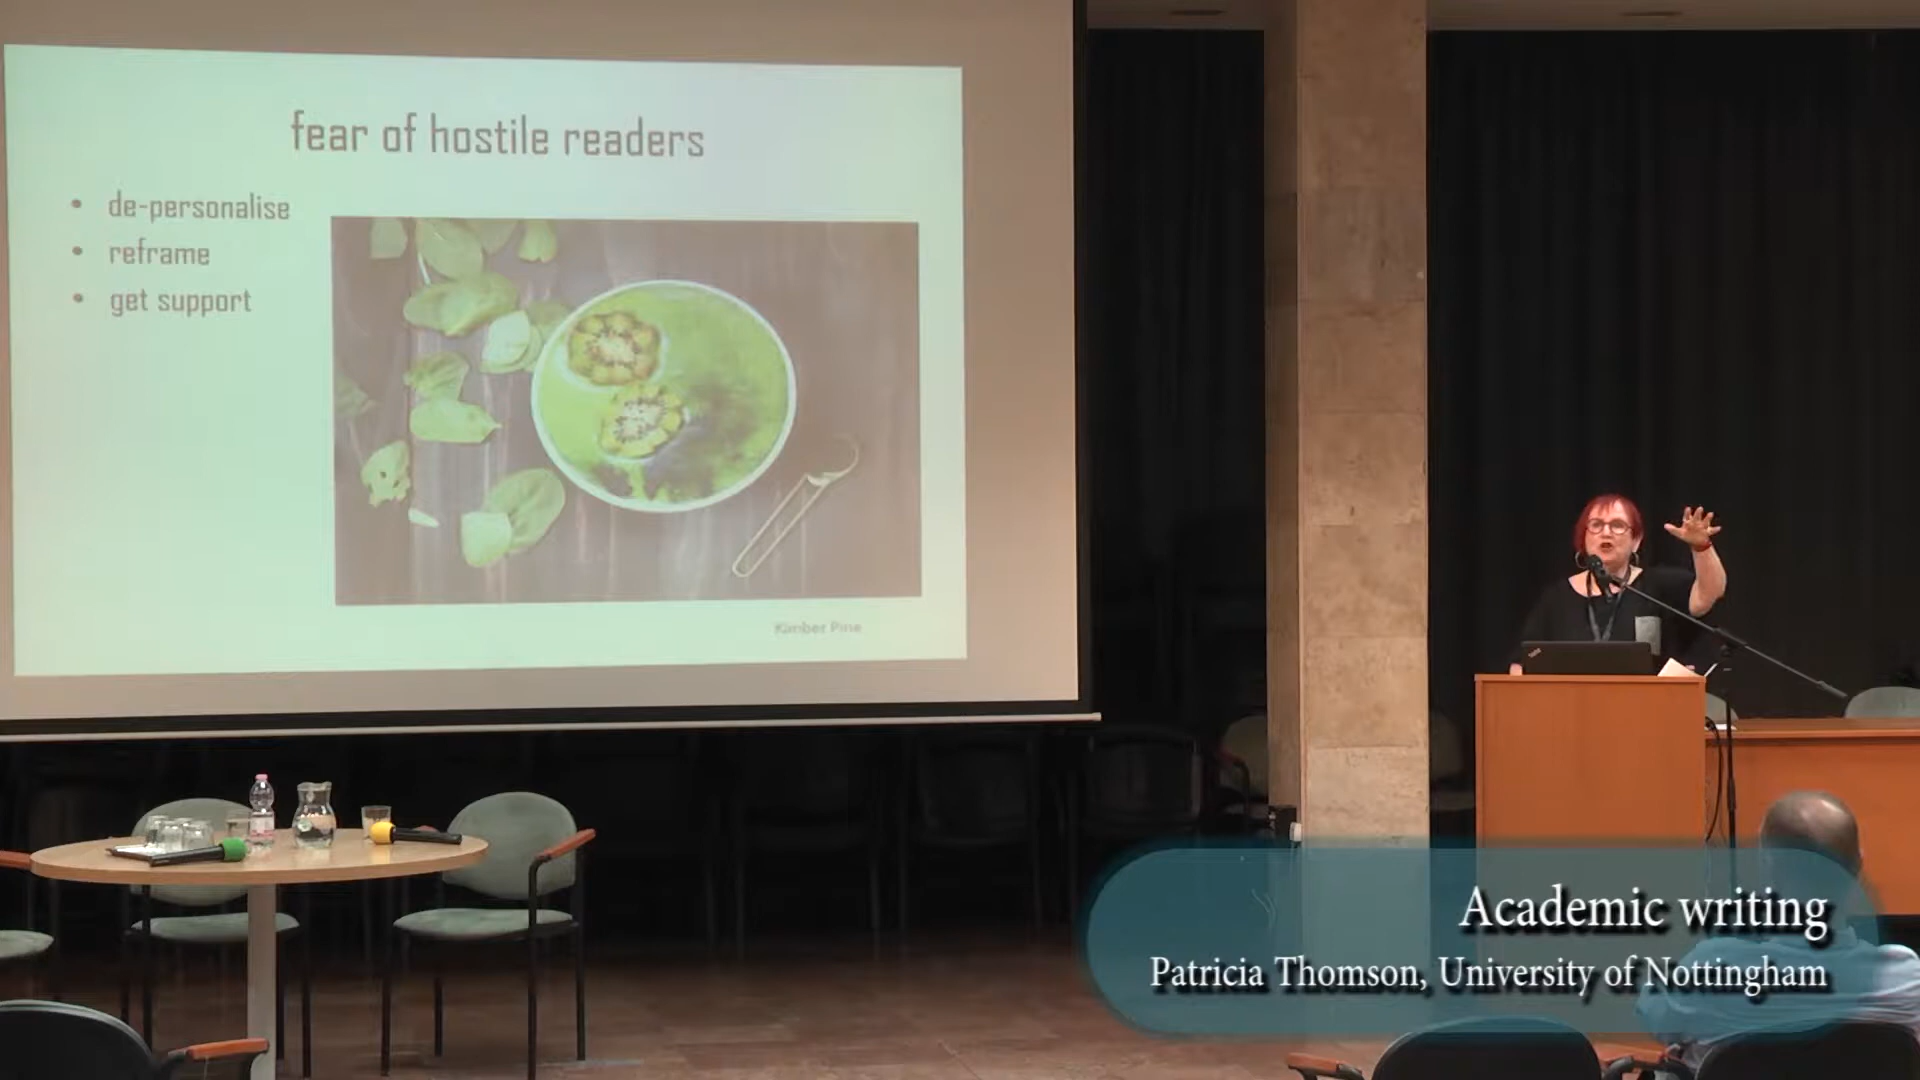 fear of hostile readers
• de-personalise
• reframe
• get support
Kimber Pine
Academic writing
Patricia Thomson, University of Nottingham